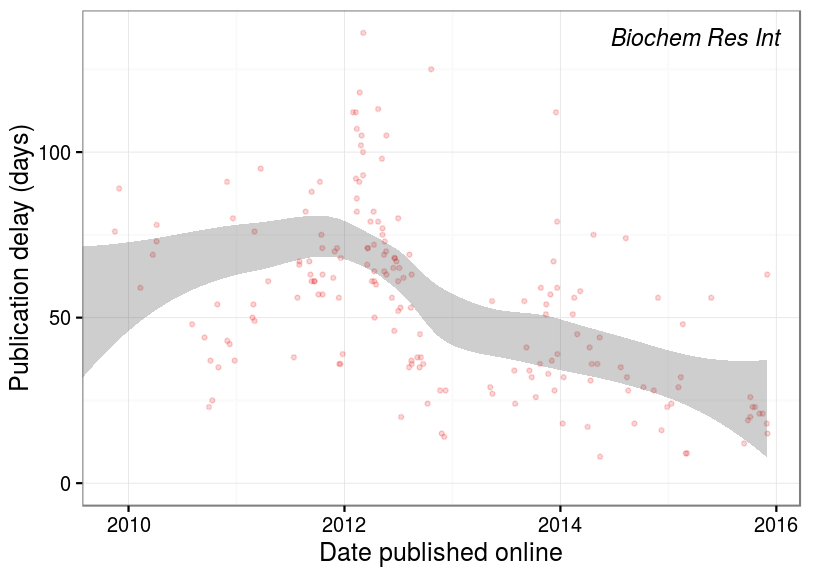 Biochem Res Int
Publication delay (days)
100
50
0
2010
2012
2014
2016
Date published online